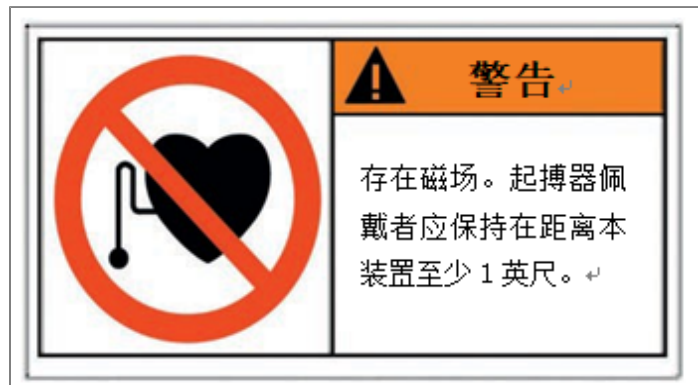 警告
存在磁场。起搏器佩
戴者应保持在距离本
装置至少1英尺。